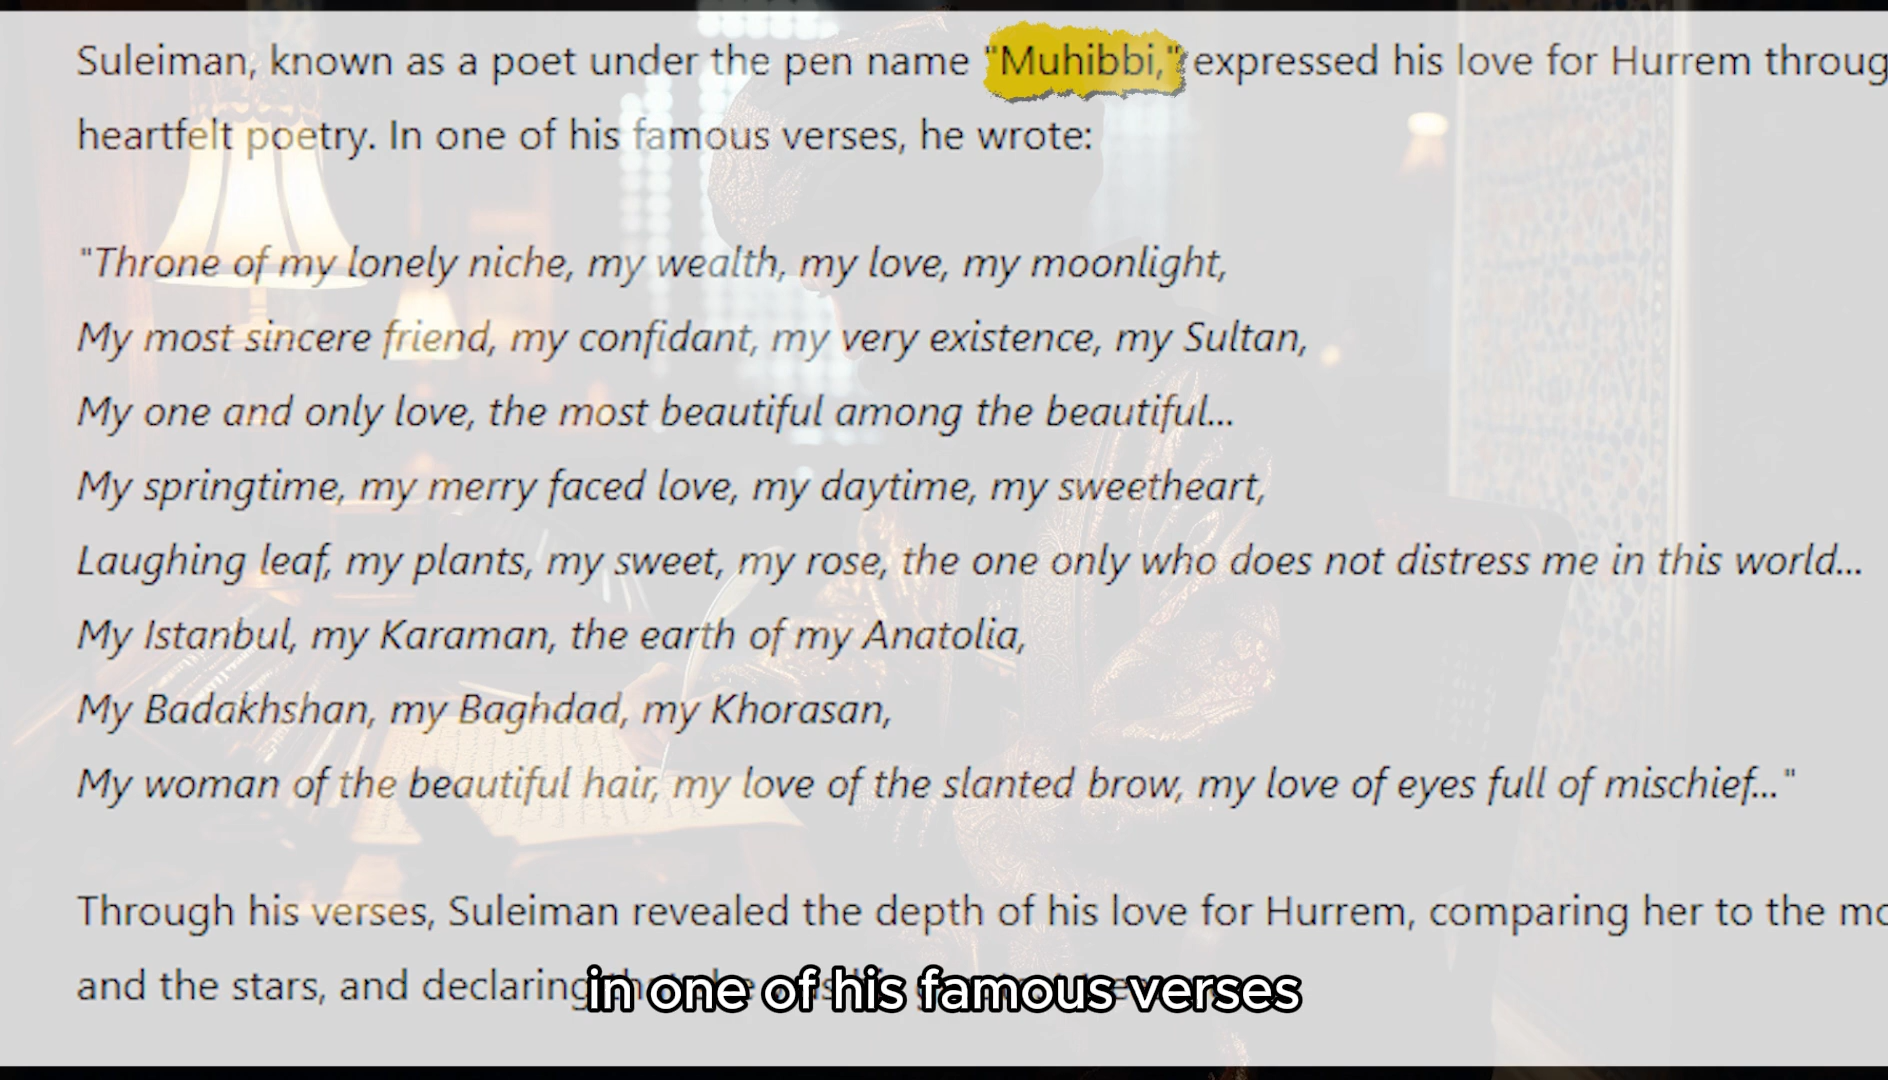 Suleiman, known as a poet under the pen name "Muhibbi," expressed his love for Hurrem throug
heartfelt poetry. In one of his famous verses, he wrote:
"Throne of my lonely niche, my wealth, my love, my moonlight,
My most sincere friend, my confidant, my very existence, my Sultan,
My one and only love, the most beautiful among the beautiful...
My springtime, my merry faced love, my daytime, my sweetheart,
Laughing leaf, my plants, my sweet, my rose, the one only who does not distress me in this world...
My Istanbul, my Karaman, the earth of my Anatolia,
My Badakhshan, my Baghdad, my Khorasan,
My woman of the beautiful hair, my love of the slanted brow, my love of eyes full of mischief..."
Through his verses, Suleiman revealed the depth of his love for Hurrem, comparing her to the mo
and the stars, and declaring
in one of his famous verses